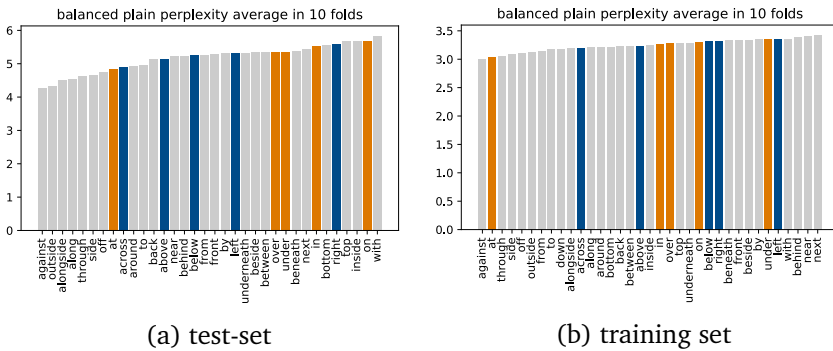 balanced plain perplexity average in 10 folds
6
5
4
3
2
1
0
against
outside
alongside
along
through
side
off
at
across
around
to
back
above
near
behind
below
from
front
by
left
underneath
beside
between
over
under
beneath
next
in
bottom
right
top
inside
on
with
(a) test-set
balanced plain perplexity average in 10 folds
3.5
3.0
2.5
2.0
1.5
1.0
0.5
0.0
against
at
through
side
off
outside
from
to
down
alongside
across
along
around
bottom
back
between
above
inside
in
over
top
underneath
on
below
right
beneath
front
beside
under
left
with
behind
near
next
(b) training set